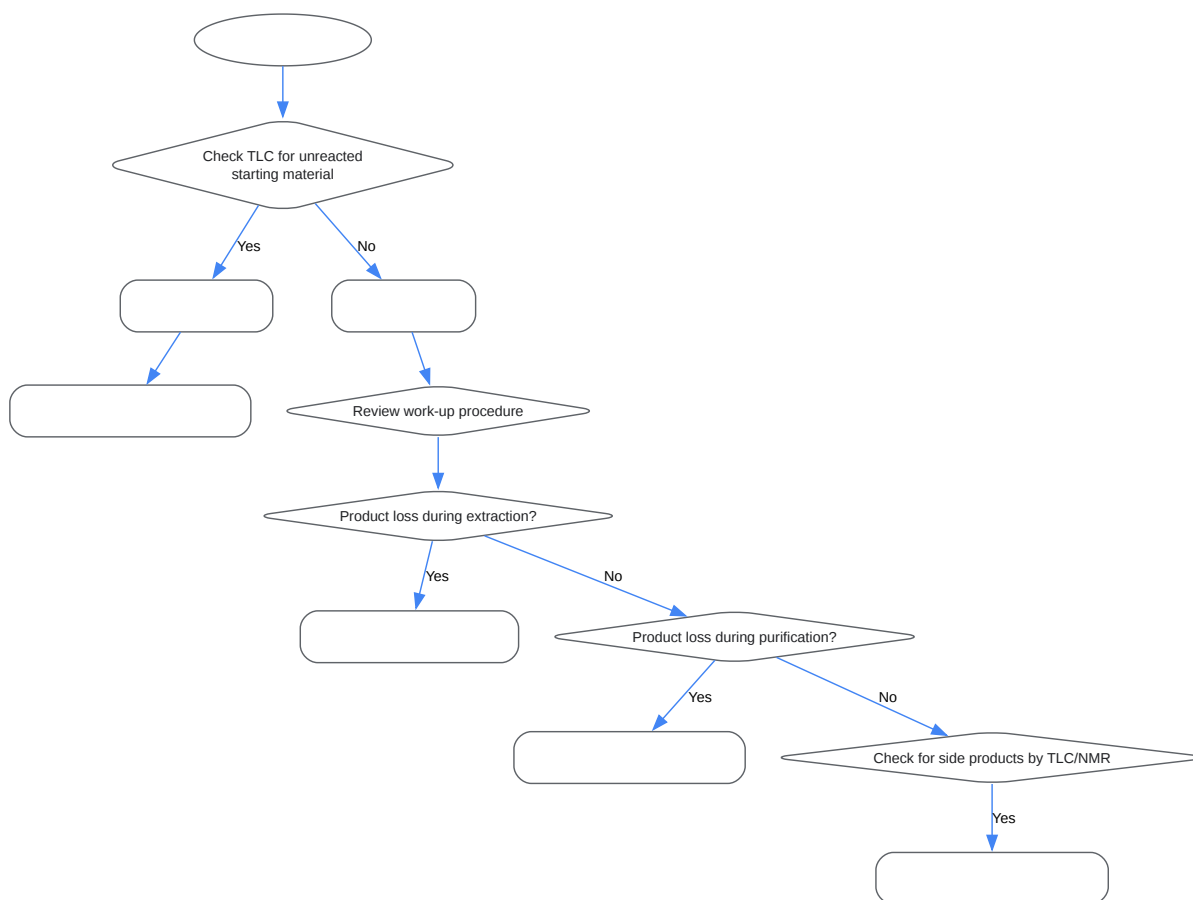 Check TLC for unreacted
starting material
Yes
No
Review work-up procedure
Product loss during extraction?
Yes
No
Product loss during purification?
Yes
No
Check for side products by TLC/NMR
Yes